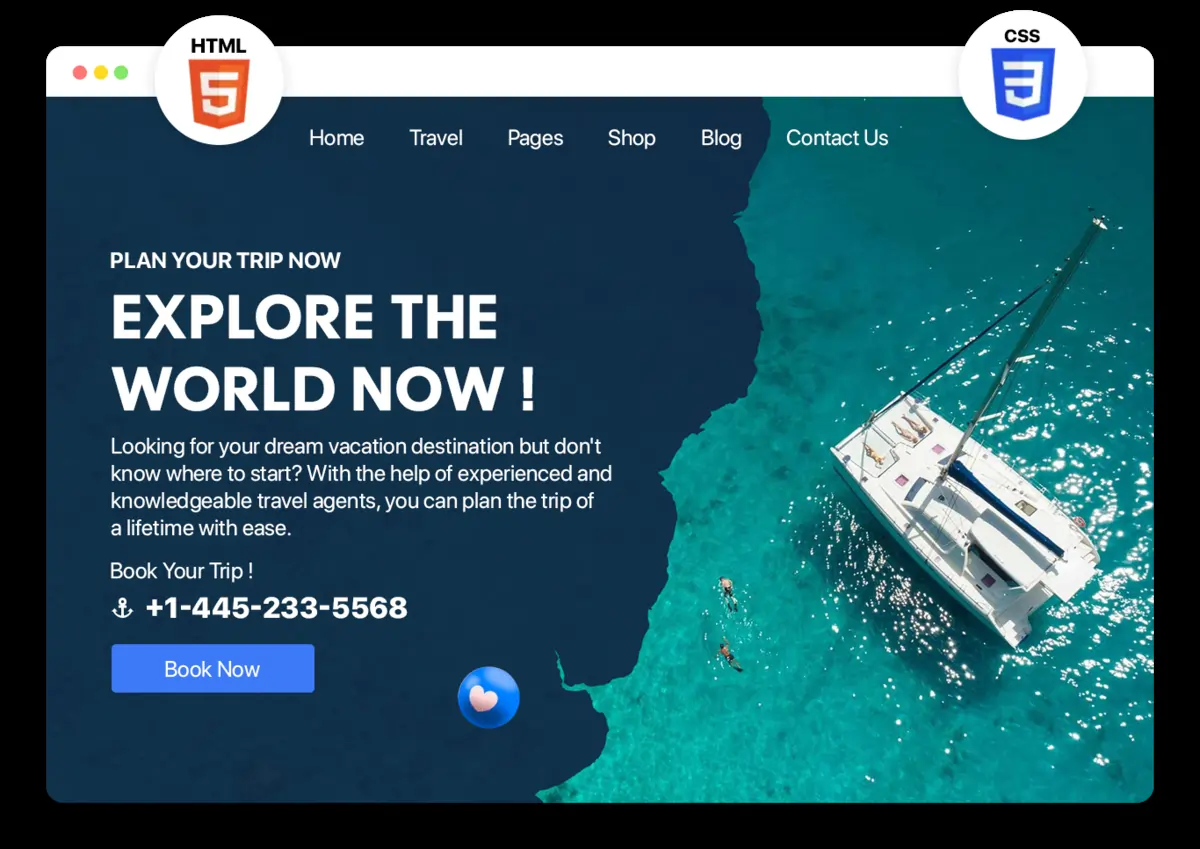 HTML
5
CSS
3
Home Travel Pages Shop Blog Contact Us
PLAN YOUR TRIP NOW
EXPLORE THE
WORLD NOW !
Looking for your dream vacation destination but don't
know where to start? With the help of experienced and
knowledgeable travel agents, you can plan the trip of
a lifetime with ease.
Book Your Trip !
+1-445-233-5568
Book Now